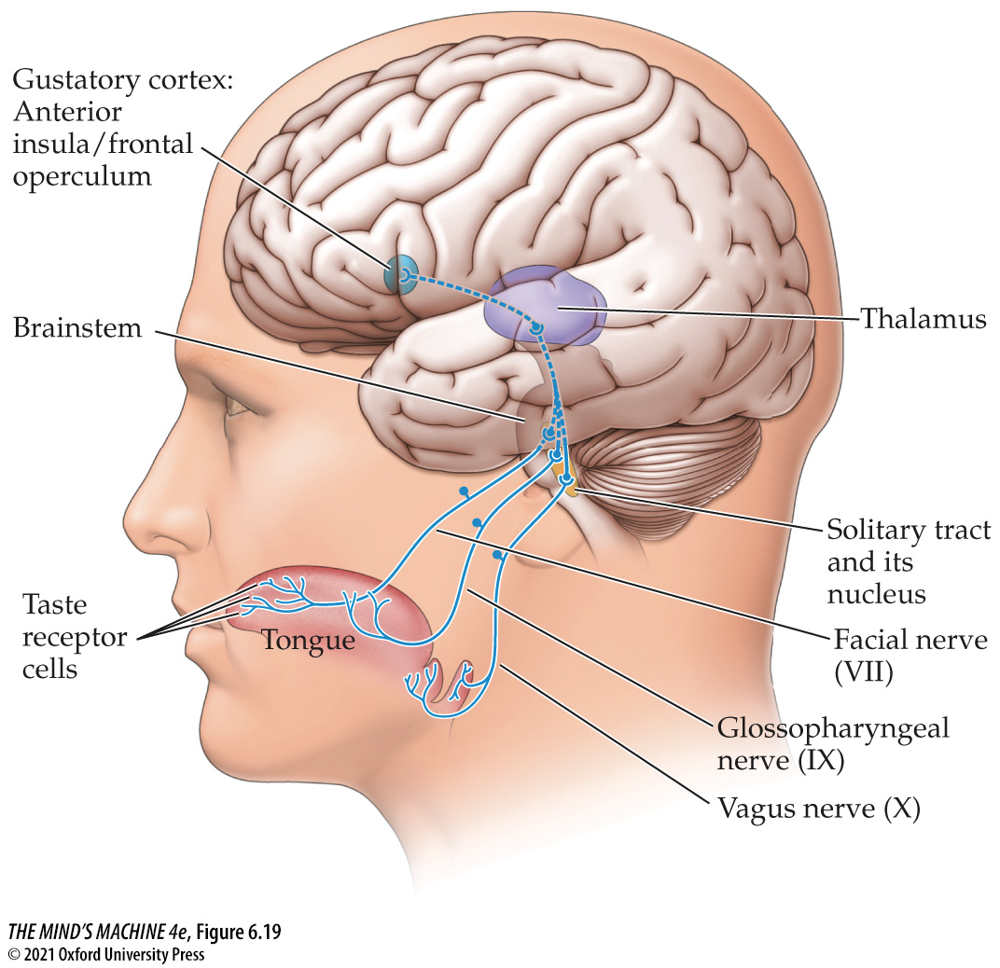 Gustatory cortex:
Anterior
insula/frontal
operculum
Brainstem
Thalamus
Solitary tract
and its
nucleus
Taste
receptor
cells
Tongue
Facial nerve
(VII)
Glossopharyngeal
nerve (IX)
Vagus nerve (X)
THE MIND'S MACHINE 4e, Figure 6.19
© 2021 Oxford University Press